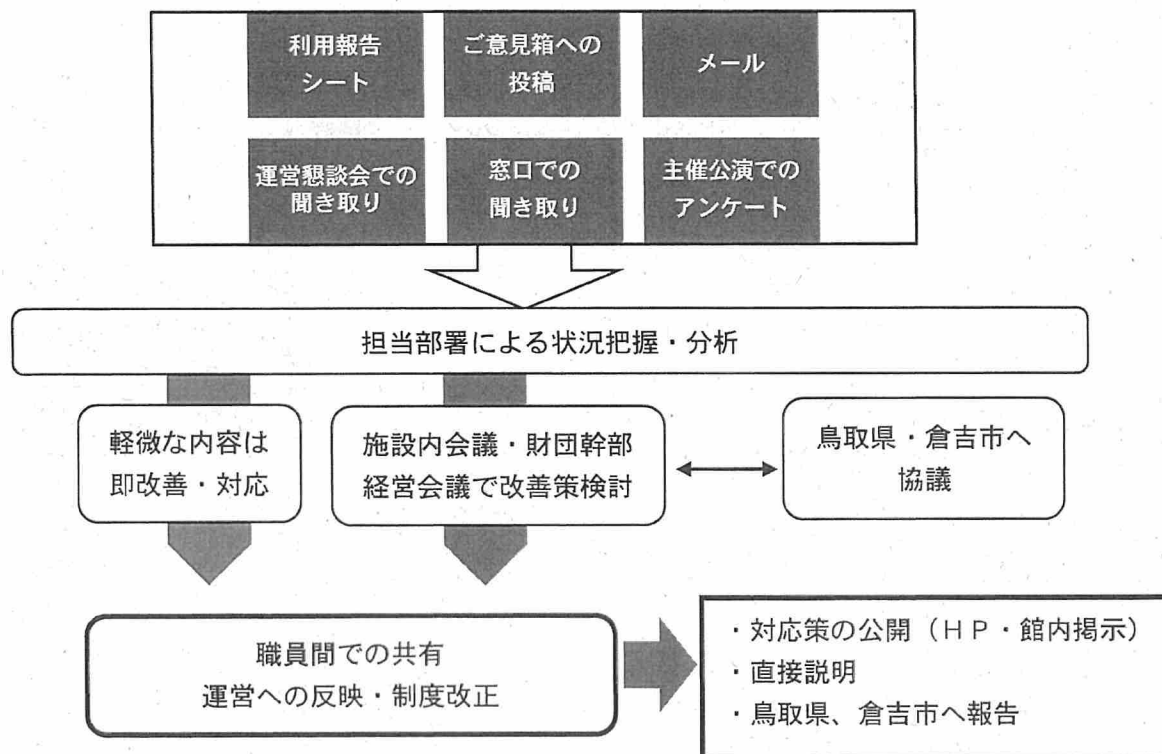 利用報告
シート
ご意見箱への
投稿
メール
運営懇談会での
聞き取り
窓口での
聞き取り
主催公演での
アンケート
担当部署による状況把握・分析
軽微な内容は
即改善・対応
施設内会議・財団幹部
経営会議で改善策検討
鳥取県・倉吉市へ
協議
職員間での共有
運営への反映・制度改正
・対応策の公開（ＨＰ・館内掲示）
・直接説明
・鳥取県、倉吉市へ報告